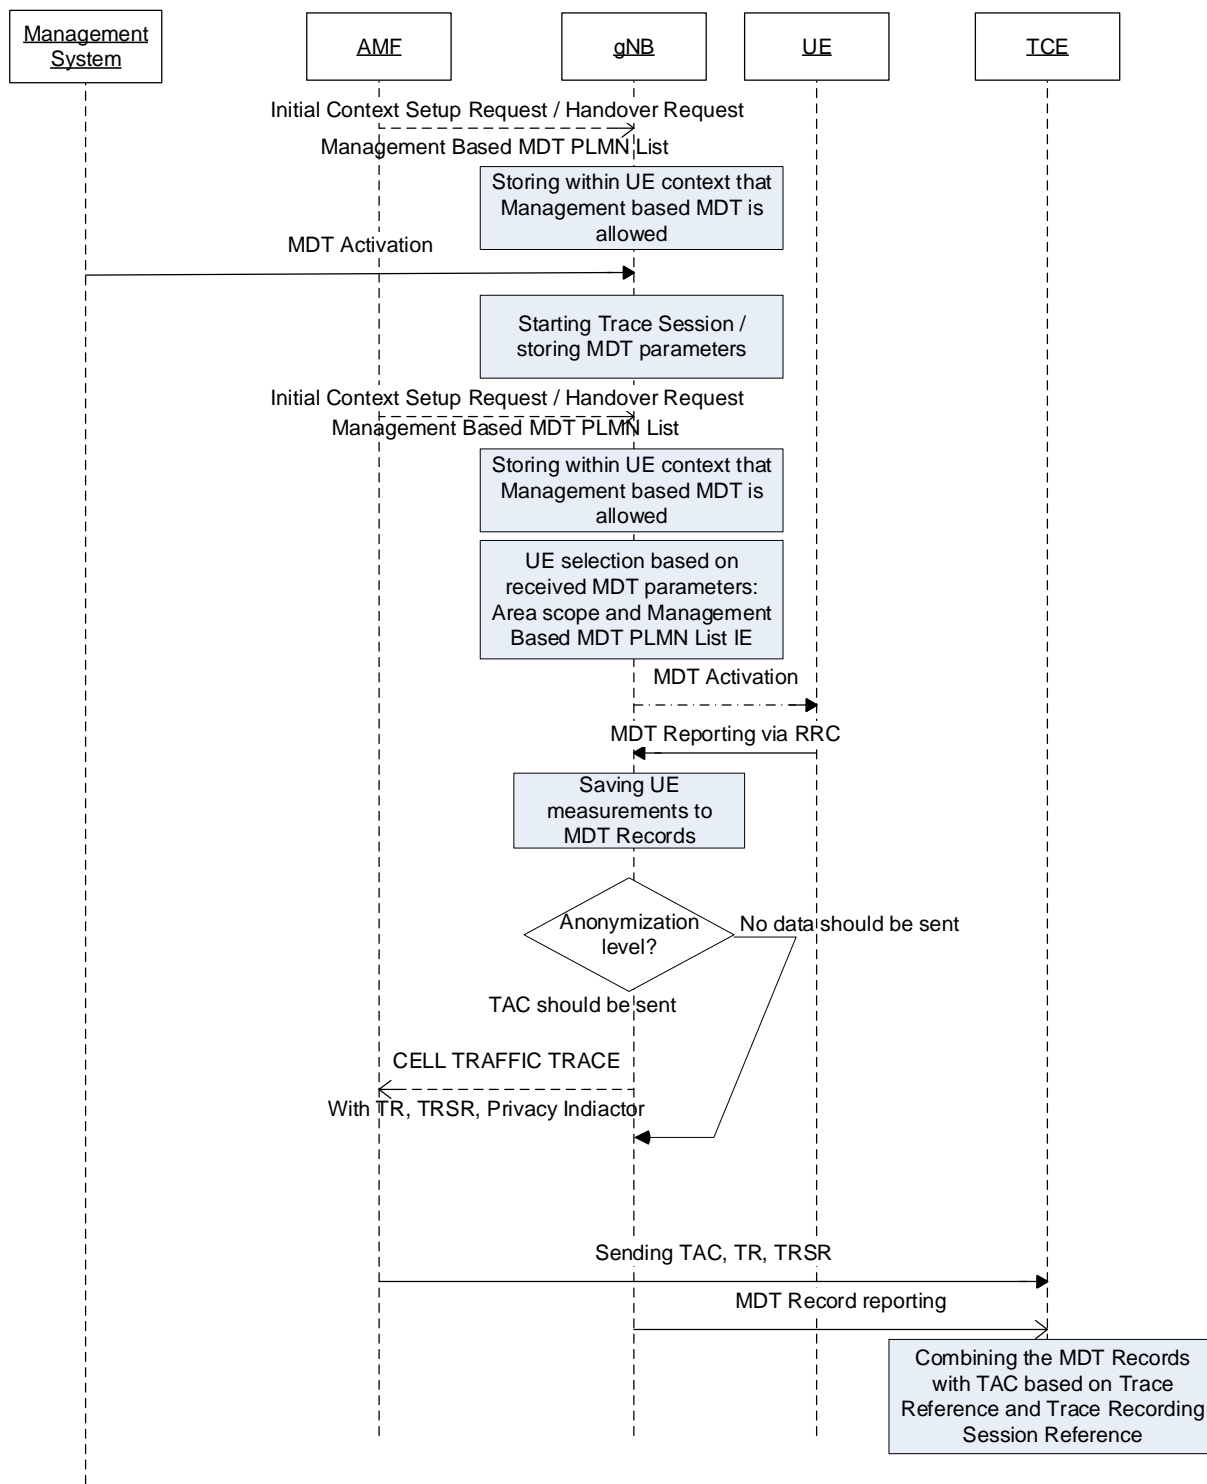 Management
System
AMF
gNB
UE
TCE
Initial Context Setup Request / Handover Request
Management Based MDT PLMN List
Storing within UE context that
Management based MDT is
allowed
MDT Activation
Starting Trace Session /
storing MDT parameters
Initial Context Setup Request / Handover Request
Management Based MDT PLMN List
Storing within UE context that
Management based MDT is
allowed
UE selection based on
received MDT parameters:
Area scope and Management
Based MDT PLMN List IE
MDT Activation
MDT Reporting via RRC
Saving UE
measurements to
MDT Records
Anonymization
level?
No data should be sent
TAC should be sent
CELL TRAFFIC TRACE
With TR, TRSR, Privacy Indiactor
Sending TAC, TR, TRSR
MDT Record reporting
Combining the MDT Records
with TAC based on Trace
Reference and Trace Recording
Session Reference